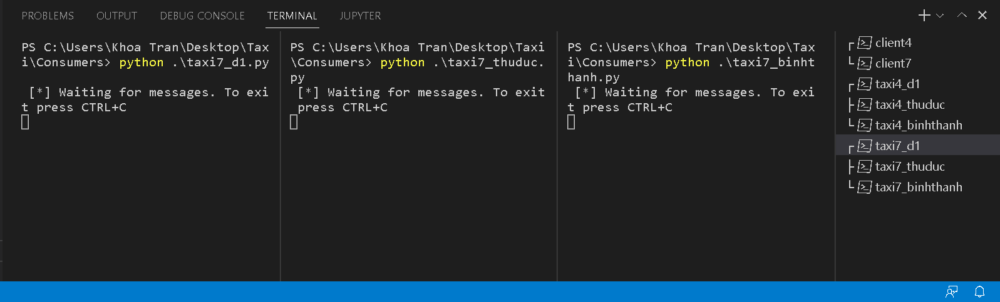 PROBLEMS OUTPUT DEBUG CONSOLE TERMINAL JUPYTER
PS C:\Users\Khoa Tran\Desktop\Tax
i\Consumers> python .\taxi7_d1.py
[*] Waiting for messages. To exi
t press CTRL+C
PS C:\Users\Khoa Tran\Desktop\Taxi
\Consumers> python .\taxi7_thuduc.
py
[*] Waiting for messages. To exit
press CTRL+C
PS C:\Users\Khoa Tran\Desktop\Tax
i\Consumers> python .\taxi7_binht
hanh.py
[*] Waiting for messages. To exi
t press CTRL+C
client4
client7
taxi4_d1
taxi4_thuduc
taxi4_binhthanh
taxi7_d1
taxi7_thuduc
taxi7_binhthanh